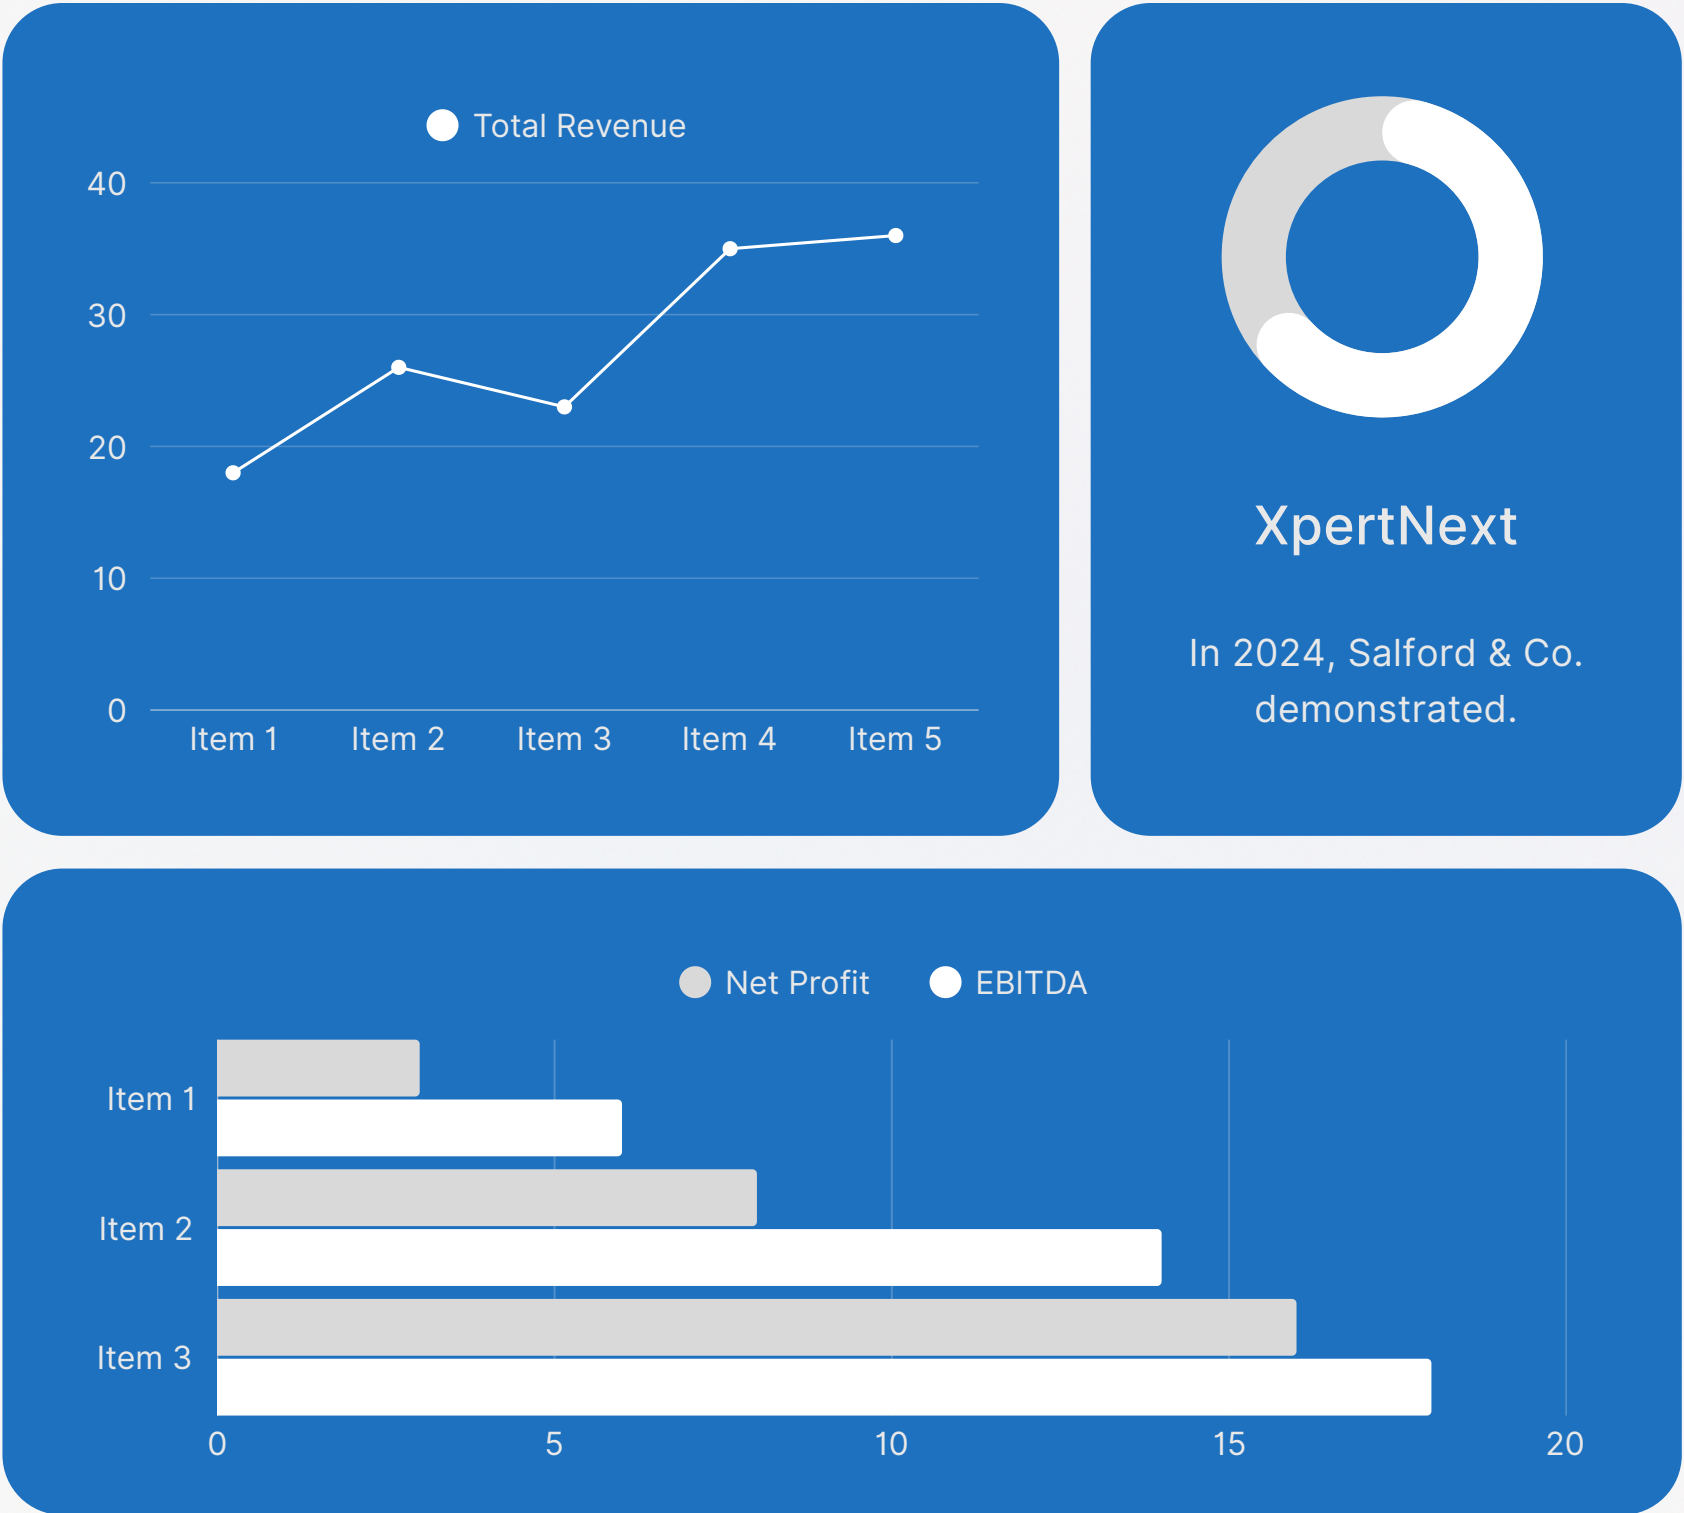 Total Revenue
40
30
20
10
0
Item 1 Item 2 Item 3 Item 4 Item 5
XpertNext
In 2024, Salford & Co.
demonstrated.
Net Profit EBITDA
Item 1
Item 2
Item 3
0 5 10 15 20